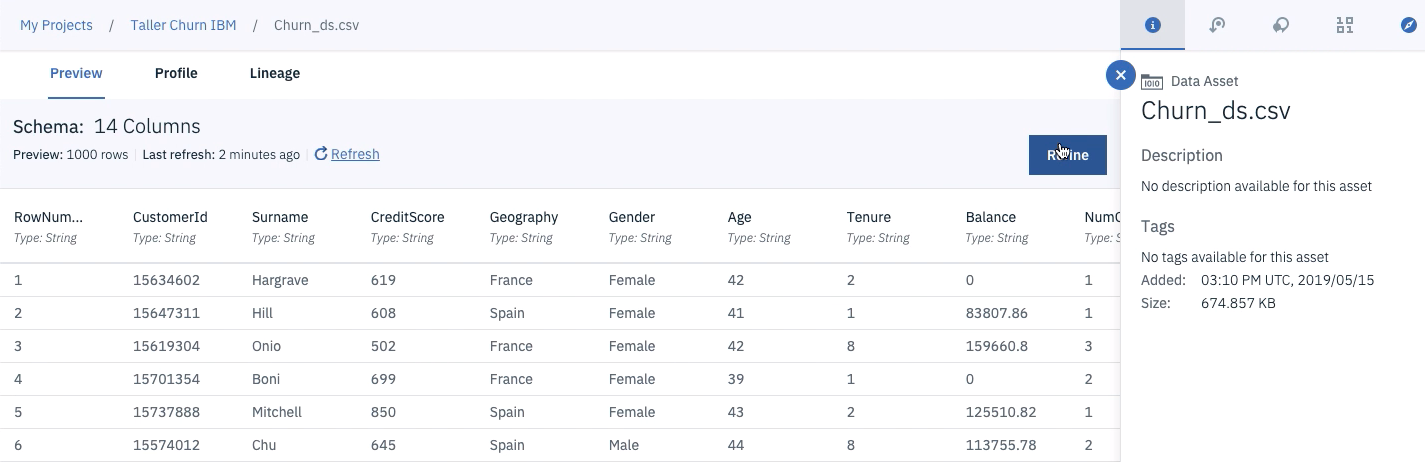 My Projects / Taller Churn IBM / Churn_ds.csv
Preview Profile Lineage
Schema: 14 Columns
Preview: 1000 rows Last refresh: 2 minutes ago Refresh
RowNum... CustomerId Surname CreditScore Geography Gender Age Tenure Balance
Type: String Type: String Type: String Type: String Type: String Type: String Type: String Type: String Type: String
1 15634602 Hargrave 619 France Female 42 2 0 1
2 15647311 Hill 608 Spain Female 41 1 83807.86 1
3 15619304 Onio 502 France Female 42 8 159660.8 3
4 15701354 Boni 699 France Female 39 1 0 2
5 15737888 Mitchell 850 Spain Female 43 2 125510.82 1
6 15574012 Chu 645 Spain Male 44 8 113755.78 2
Data Asset
Churn_ds.csv
Description
No description available for this asset
Tags
No tags available for this asset
Added: 03:10 PM UTC, 2019/05/15
Size: 674.857 KB